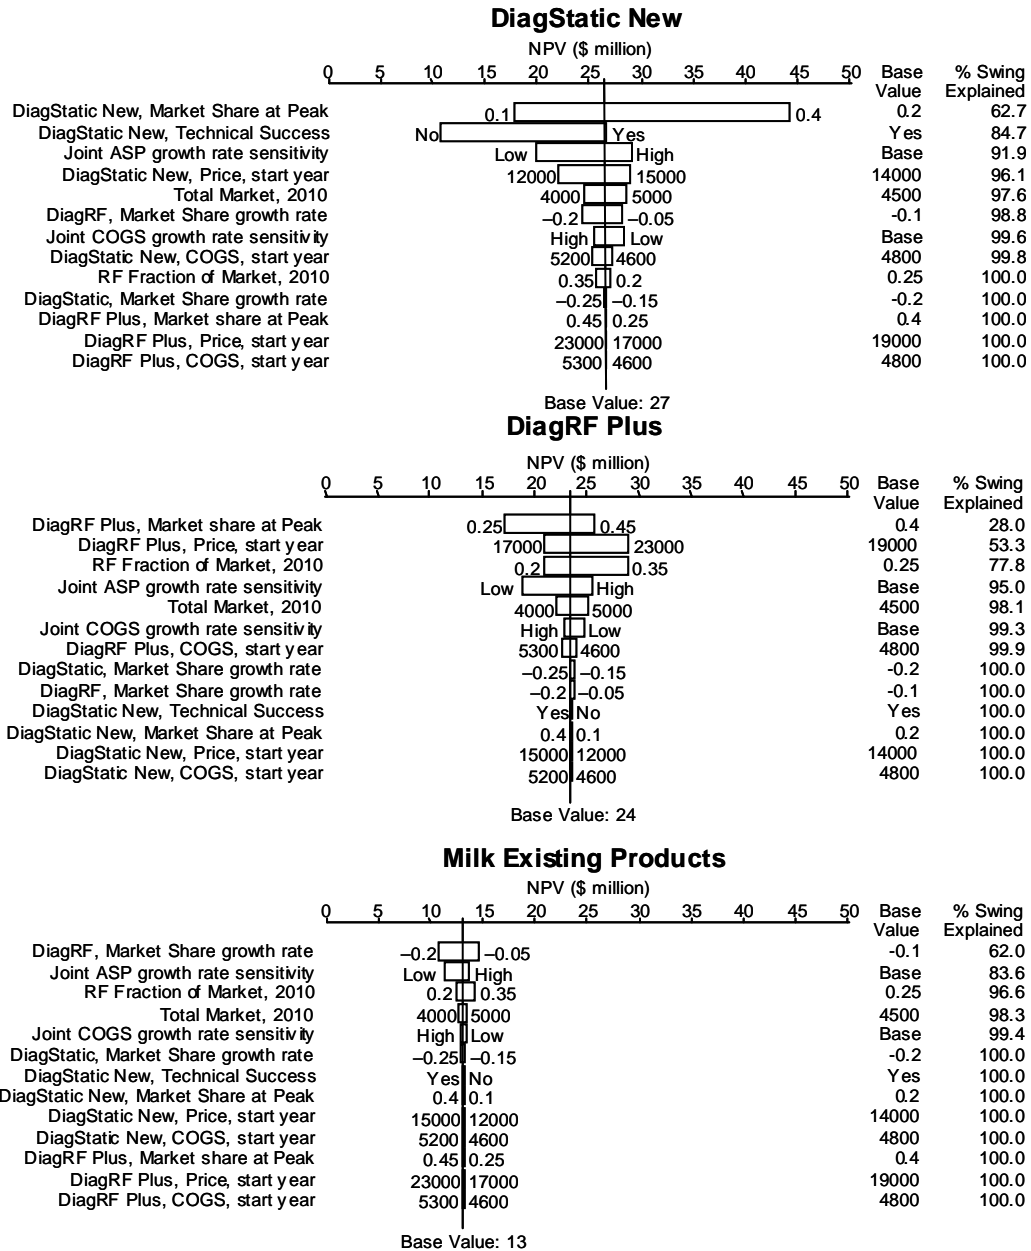 DiagStatic New
NPV ($ million)
0 5 10 15 20 25 30 35 40 45 50 Base Value % Swing Explained
DiagStatic New, Market Share at Peak 0.1 0.4 0.2 62.7
DiagStatic New, Technical Success No Yes Yes 84.7
Joint ASP growth rate sensitivity Low High Base 91.9
DiagStatic New, Price, start year 12000 15000 14000 96.1
Total Market, 2010 4000 5000 4500 97.6
DiagRF, Market Share growth rate –0.2 –0.05 -0.1 98.8
Joint COGS growth rate sensitivity High Low Base 99.6
DiagStatic New, COGS, start year 5200 4600 4800 99.8
RF Fraction of Market, 2010 0.35 0.2 0.25 100.0
DiagStatic, Market Share growth rate –0.25 –0.15 -0.2 100.0
DiagRF Plus, Market share at Peak 0.45 0.25 0.4 100.0
DiagRF Plus, Price, start year 23000 17000 19000 100.0
DiagRF Plus, COGS, start year 5300 4600 4800 100.0
Base Value: 27
DiagRF Plus
NPV ($ million)
0 5 10 15 20 25 30 35 40 45 50 Base Value % Swing Explained
DiagRF Plus, Market share at Peak 0.25 0.45 0.4 28.0
DiagRF Plus, Price, start year 17000 23000 19000 53.3
RF Fraction of Market, 2010 0.2 0.35 0.25 77.8
Joint ASP growth rate sensitivity Low High Base 95.0
Total Market, 2010 4000 5000 4500 98.1
Joint COGS growth rate sensitivity High Low Base 99.3
DiagRF Plus, COGS, start year 5300 4600 4800 99.9
DiagStatic, Market Share growth rate –0.25 –0.15 -0.2 100.0
DiagRF, Market Share growth rate –0.2 –0.05 -0.1 100.0
DiagStatic New, Technical Success Yes No Yes 100.0
DiagStatic New, Market Share at Peak 0.4 0.1 0.2 100.0
DiagStatic New, Price, start year 15000 12000 14000 100.0
DiagStatic New, COGS, start year 5200 4600 4800 100.0
Base Value: 24
Milk Existing Products
NPV ($ million)
0 5 10 15 20 25 30 35 40 45 50 Base Value % Swing Explained
DiagRF, Market Share growth rate –0.2 –0.05 -0.1 62.0
Joint ASP growth rate sensitivity Low High Base 83.6
RF Fraction of Market, 2010 0.2 0.35 0.25 96.6
Total Market, 2010 4000 5000 4500 98.3
Joint COGS growth rate sensitivity High Low Base 99.4
DiagStatic, Market Share growth rate –0.25 –0.15 -0.2 100.0
DiagStatic New, Technical Success Yes No Yes 100.0
DiagStatic New, Market Share at Peak 0.4 0.1 0.2 100.0
DiagStatic New, Price, start year 15000 12000 14000 100.0
DiagStatic New, COGS, start year 5200 4600 4800 100.0
DiagRF Plus, Market share at Peak 0.45 0.25 0.4 100.0
DiagRF Plus, Price, start year 23000 17000 19000 100.0
DiagRF Plus, COGS, start year 5300 4600 4800 100.0
Base Value: 13